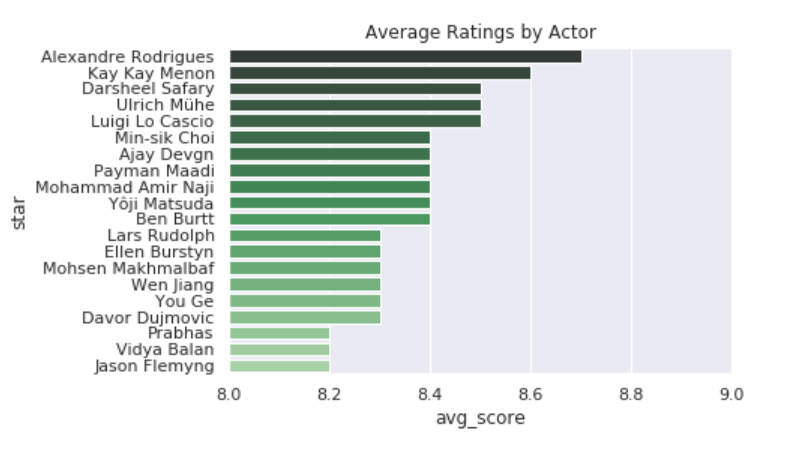 Average Ratings by Actor
Alexandre Rodrigues
Kay Kay Menon
Darsheel Safary
Ulrich Mühe
Luigi Lo Cascio
Min-sik Choi
Ajay Devgn
Payman Maadi
Mohammad Amir Naji
Yôji Matsuda
Ben Burtt
Lars Rudolph
Ellen Burstyn
Mohsen Makhmalbaf
Wen Jiang
You Ge
Davor Dujmovic
Prabhas
Vidya Balan
Jason Flemyng
star
8.0 8.2 8.4 8.6 8.8 9.0
avg_score